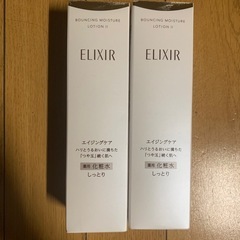 BOUNCING MOISTURE
LOTION II
ELIXIR
エイジングケア
ハリとうるおいに満ちた
「つや玉」続く肌へ
薬用 化粧水
しっとり
BOUNCING MOISTURE
LOTION II
ELIXIR
エイジングケア
ハリとうるおいに満ちた
「つや玉」続く肌へ
薬用 化粧水
しっとり